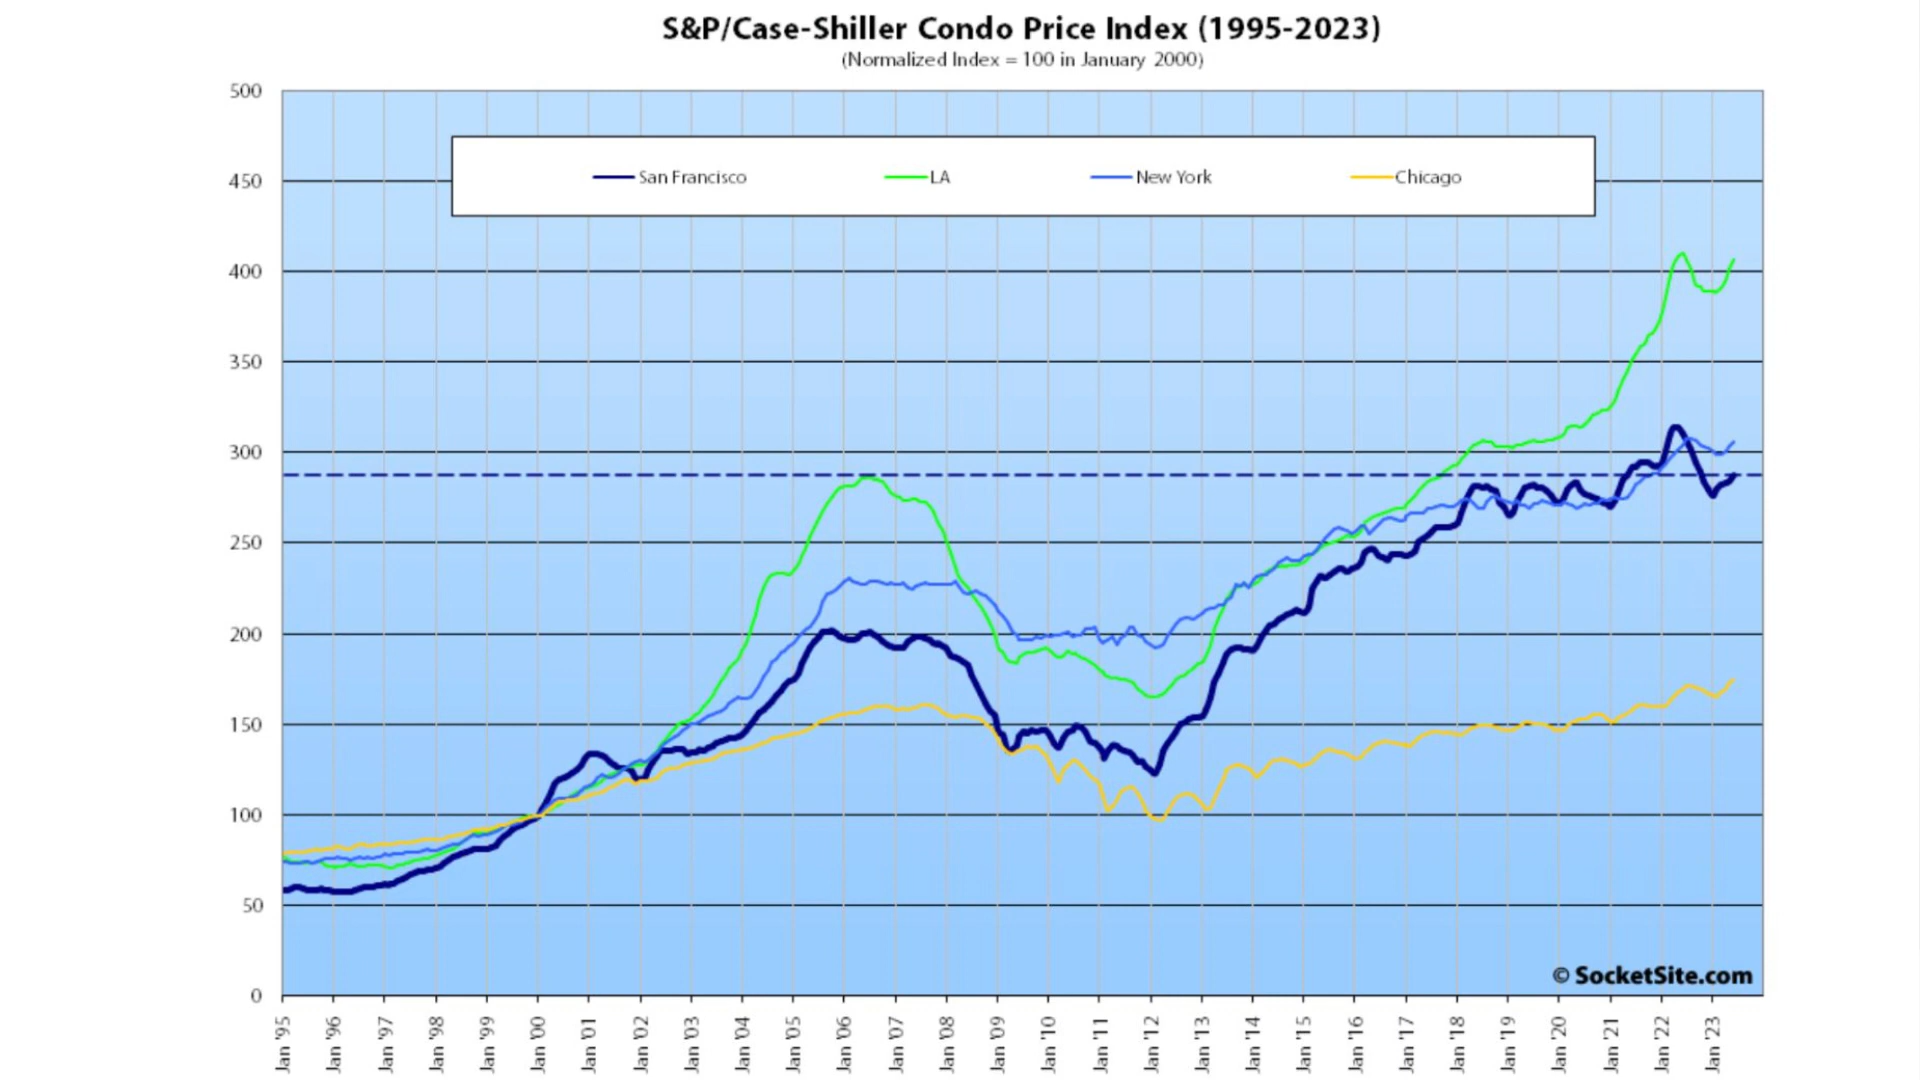 S&P/Case-Shiller Condo Price Index (1995-2023)
(Normalized Index = 100 in January 2000)
500
San Francisco LA New York Chicago
450
400
350
300
250
200
150
100
50
© SocketSite.com
0
Jan '95 Jan '96 Jan '97 Jan '98 Jan '99 Jan '00 Jan '01 Jan '02 Jan '03 Jan '04 Jan '05 Jan '06 Jan '07 Jan '08 Jan '09 Jan '10 Jan '11 Jan '12 Jan '13 Jan '14 Jan '15 Jan '16 Jan '17 Jan '18 Jan '19 Jan '20 Jan '21 Jan '22 Jan '23